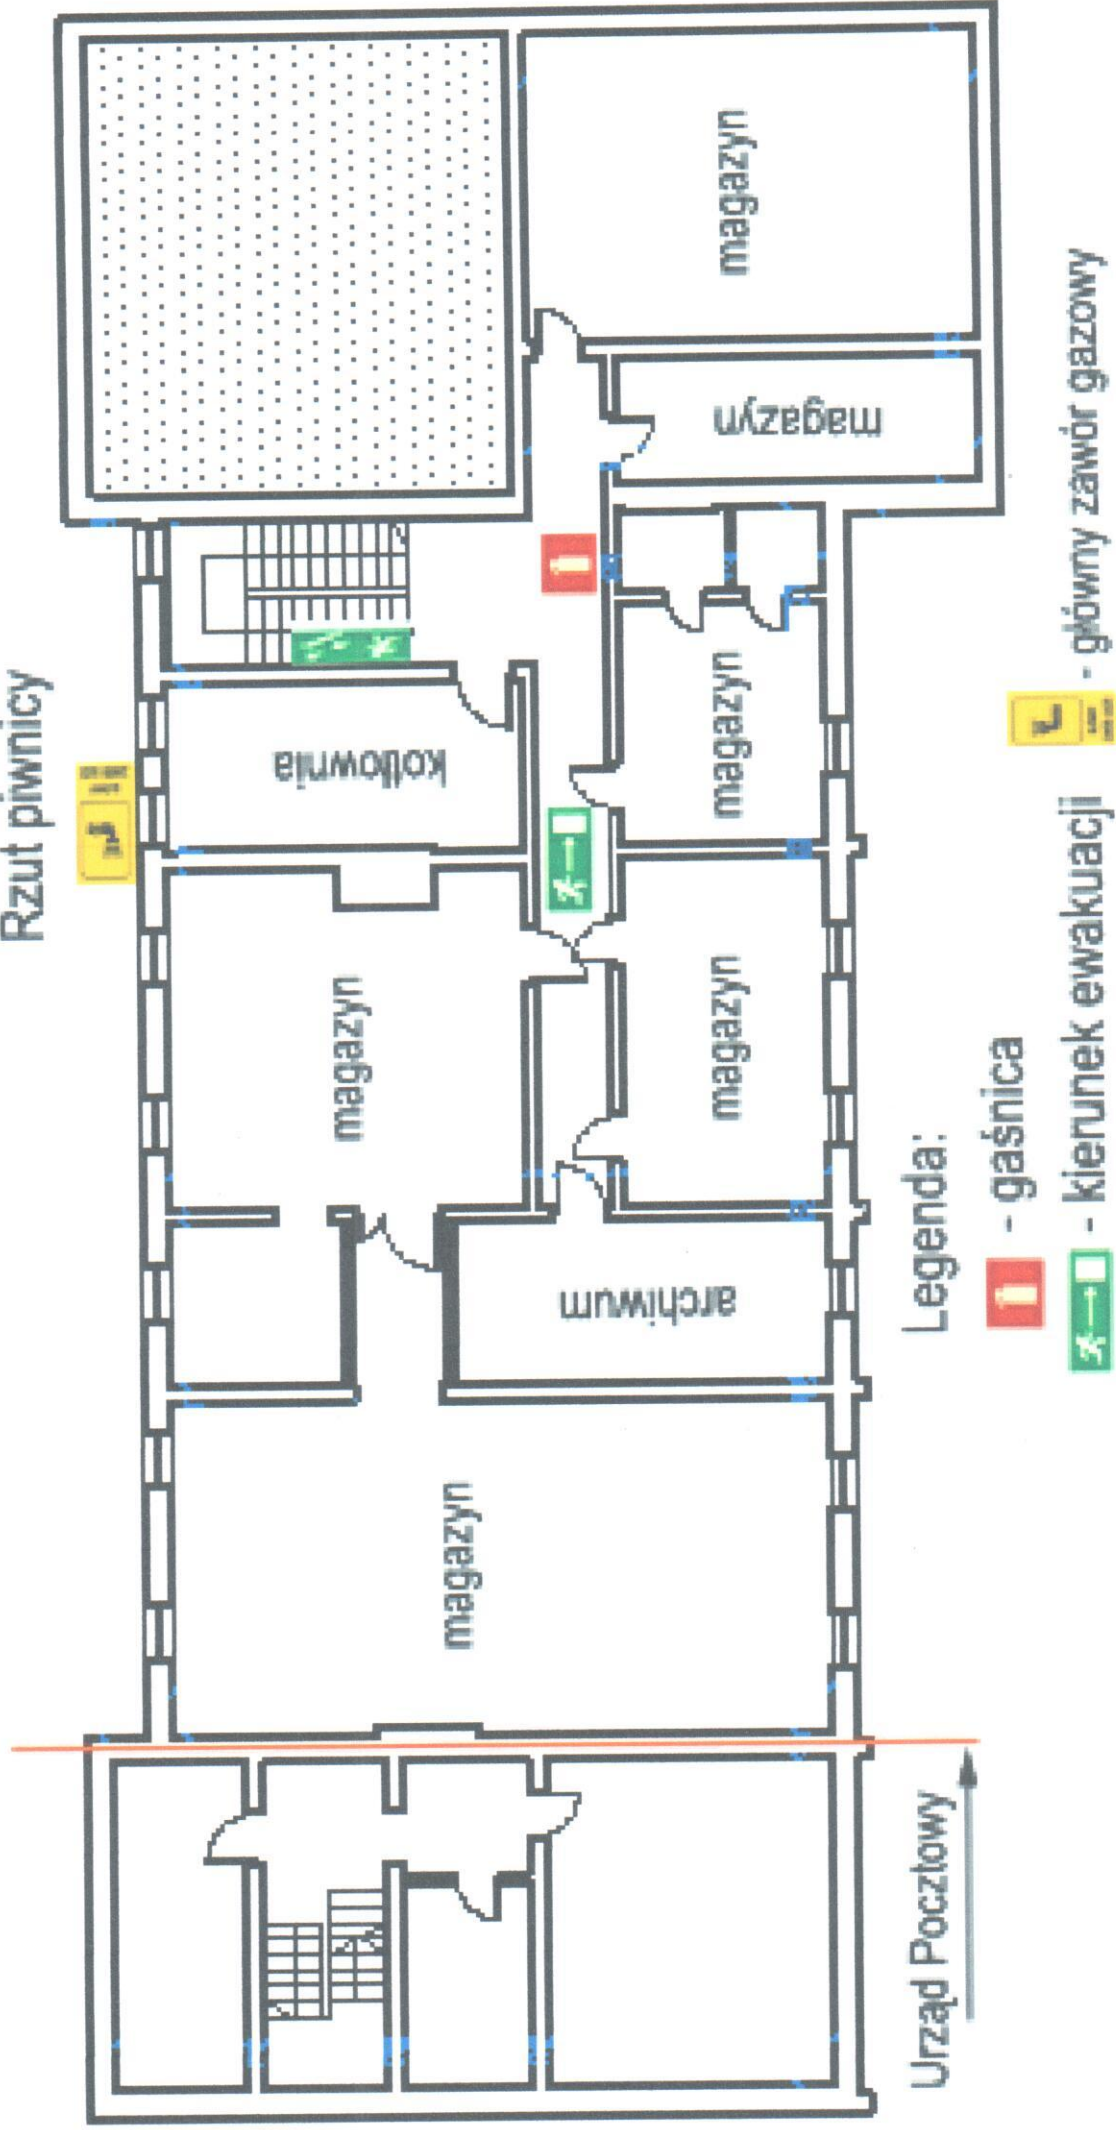 Rzut piwnicy
magazyn
magazyn
kotłownia
magazyn
magazyn
magazyn
archiwum
magazyn
Urząd Pocztowy
Legenda:
- gaśnica
- kierunek ewakuacji
- główny zawór gazowy